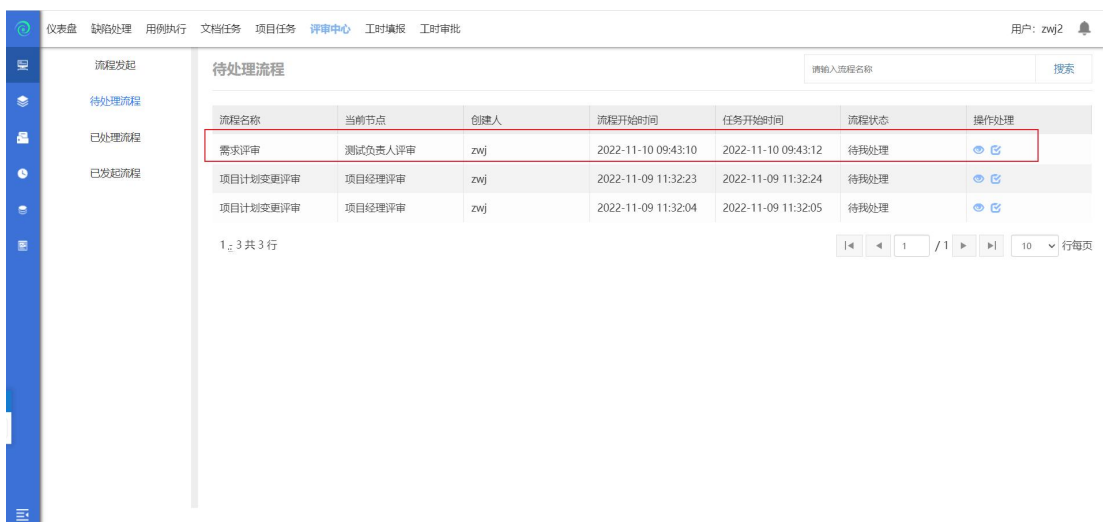 仪表盘 缺陷处理 用例执行 文档任务 项目任务 评审中心 工时填报 工时审批 用户：zwj2
流程发起
待处理流程
已处理流程
已发起流程
待处理流程 请输入流程名称 搜索
流程名称 当前节点 创建人 流程开始时间 任务开始时间 流程状态 操作处理
需求评审 测试负责人评审 zwj 2022-11-10 09:43:10 2022-11-10 09:43:12 待我处理
项目计划变更评审 项目经理评审 zwj 2022-11-09 11:32:23 2022-11-09 11:32:24 待我处理
项目计划变更评审 项目经理评审 zwj 2022-11-09 11:32:04 2022-11-09 11:32:05 待我处理
1 - 3 共 3 行 1 / 1 10 行每页